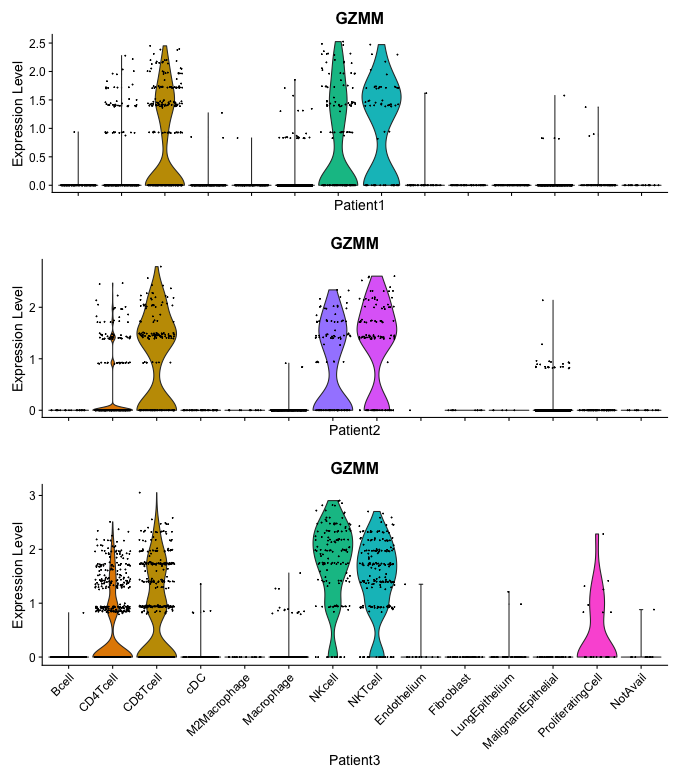 GZMM
Expression Level
2.5
2.0
1.5
1.0
0.5
0.0
Patient1
GZMM
Expression Level
2
1
0
Patient2
GZMM
Expression Level
3
2
1
0
Bcell
CD4Tcell
CD8Tcell
cDC
M2Macrophage
Macrophage
NKcell
NKTcell
Endothelium
Fibroblast
LungEpithelium
MalignantEpithelial
ProliferatingCell
NotAvail
Patient3